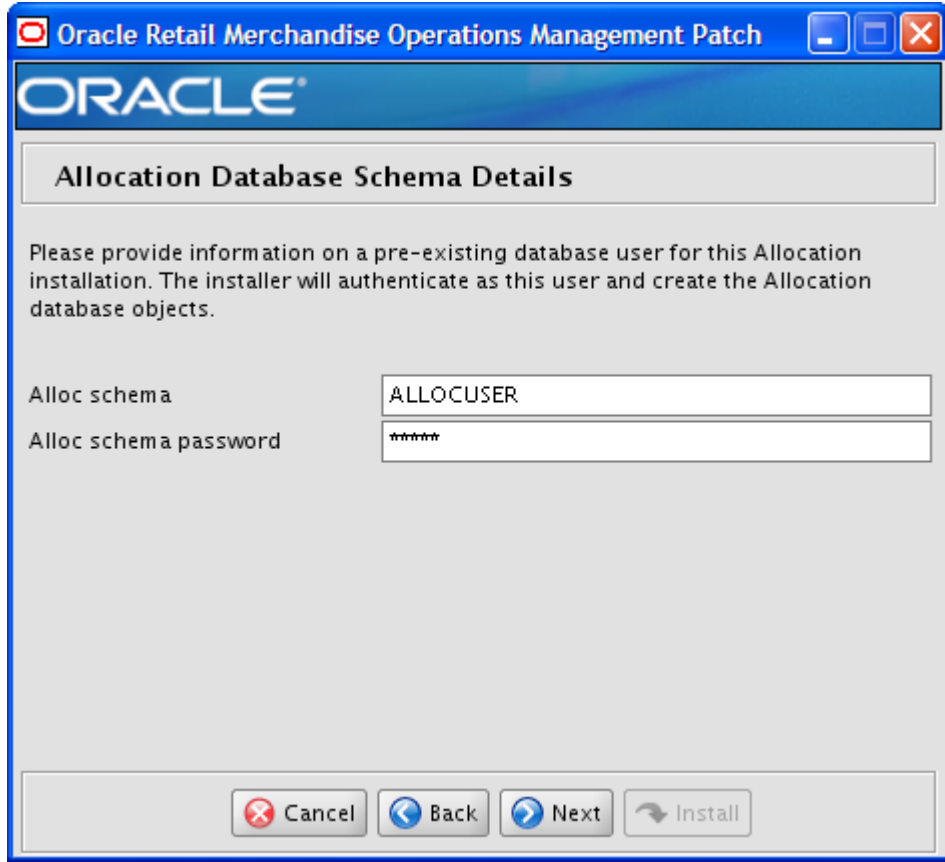 Oracle Retail Merchandise Operations Management Patch
ORACLE®
Allocation Database Schema Details
Please provide information on a pre-existing database user for this Allocation
installation. The installer will authenticate as this user and create the Allocation
database objects.
Alloc schema
ALLOCUSER
Alloc schema password
*****
Cancel
Back
Next
Install